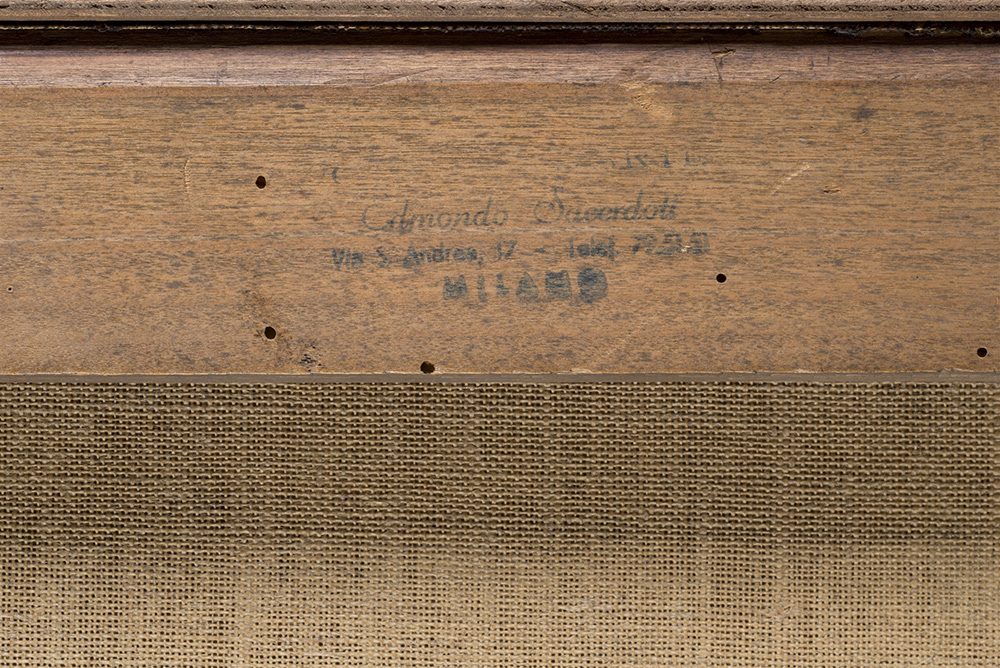 Edmondo Sacerdoti
Via S. Andrea, 17 — Telef.
MILANO